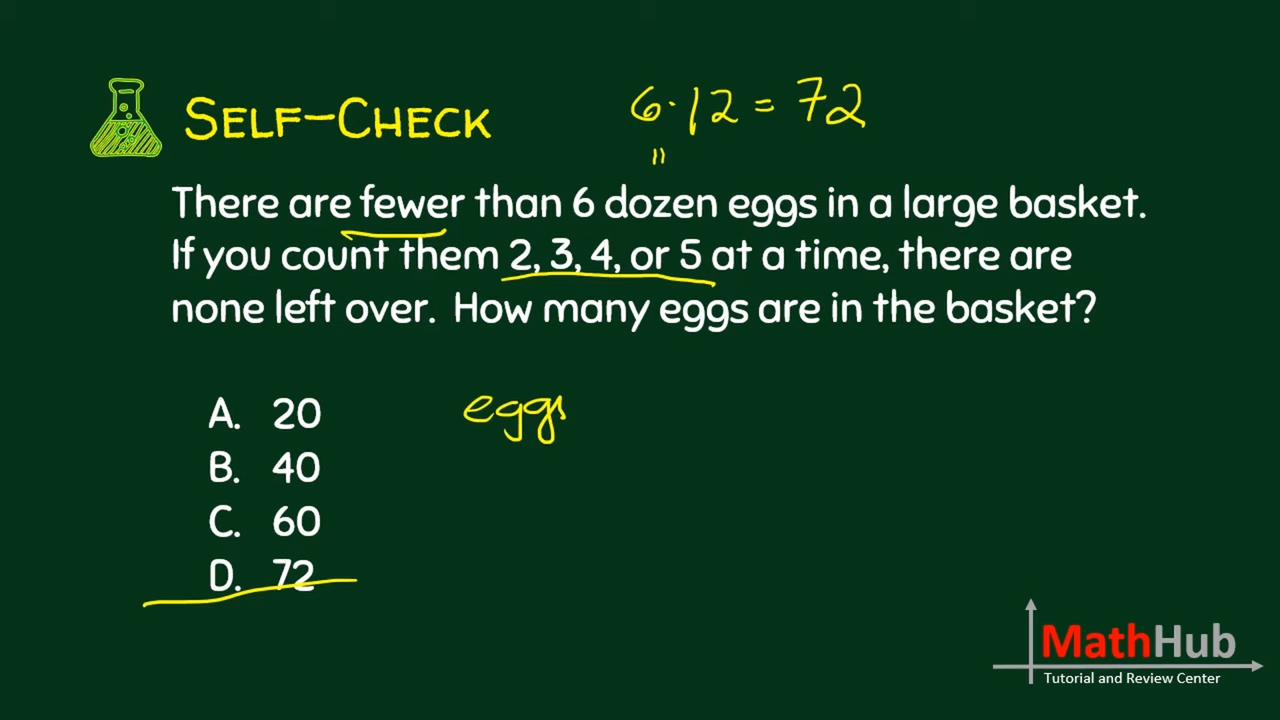 SELF-CHECK
6·12 = 72
"
There are fewer than 6 dozen eggs in a large basket.
If you count them 2, 3, 4, or 5 at a time, there are
none left over. How many eggs are in the basket?
A. 20
eggs
B. 40
C. 60
D. 72
MathHub
Tutorial and Review Center